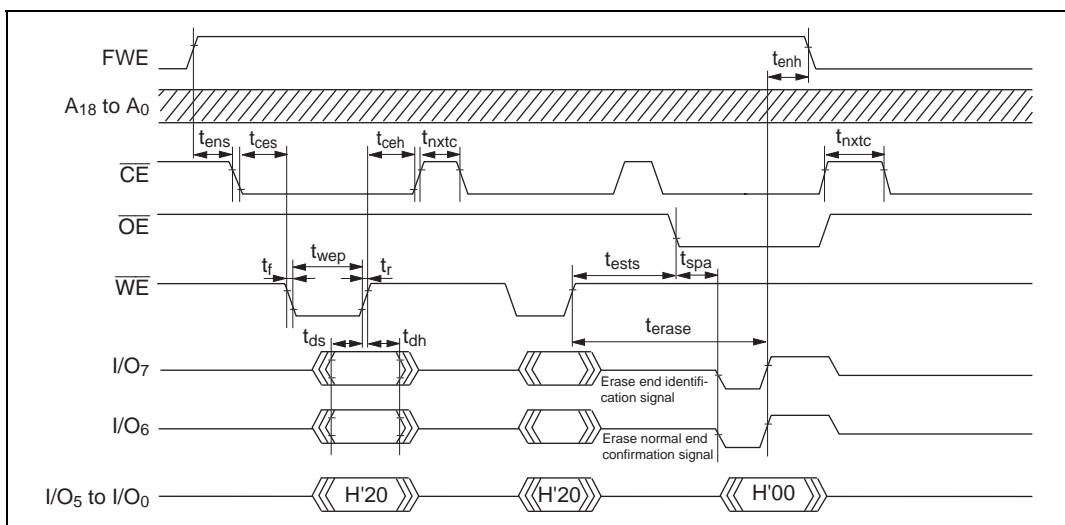 FWE
tenh
A18 to A0
tens
tces
tceh
tnxtc
tnxtc
CE
OE
twep
tests
tspa
tf
tr
WE
terase
tds
tdh
I/O7
Erase end identifi-
cation signal
I/O6
Erase normal end
confirmation signal
I/O5 to I/O0
H'20
H'20
H'00